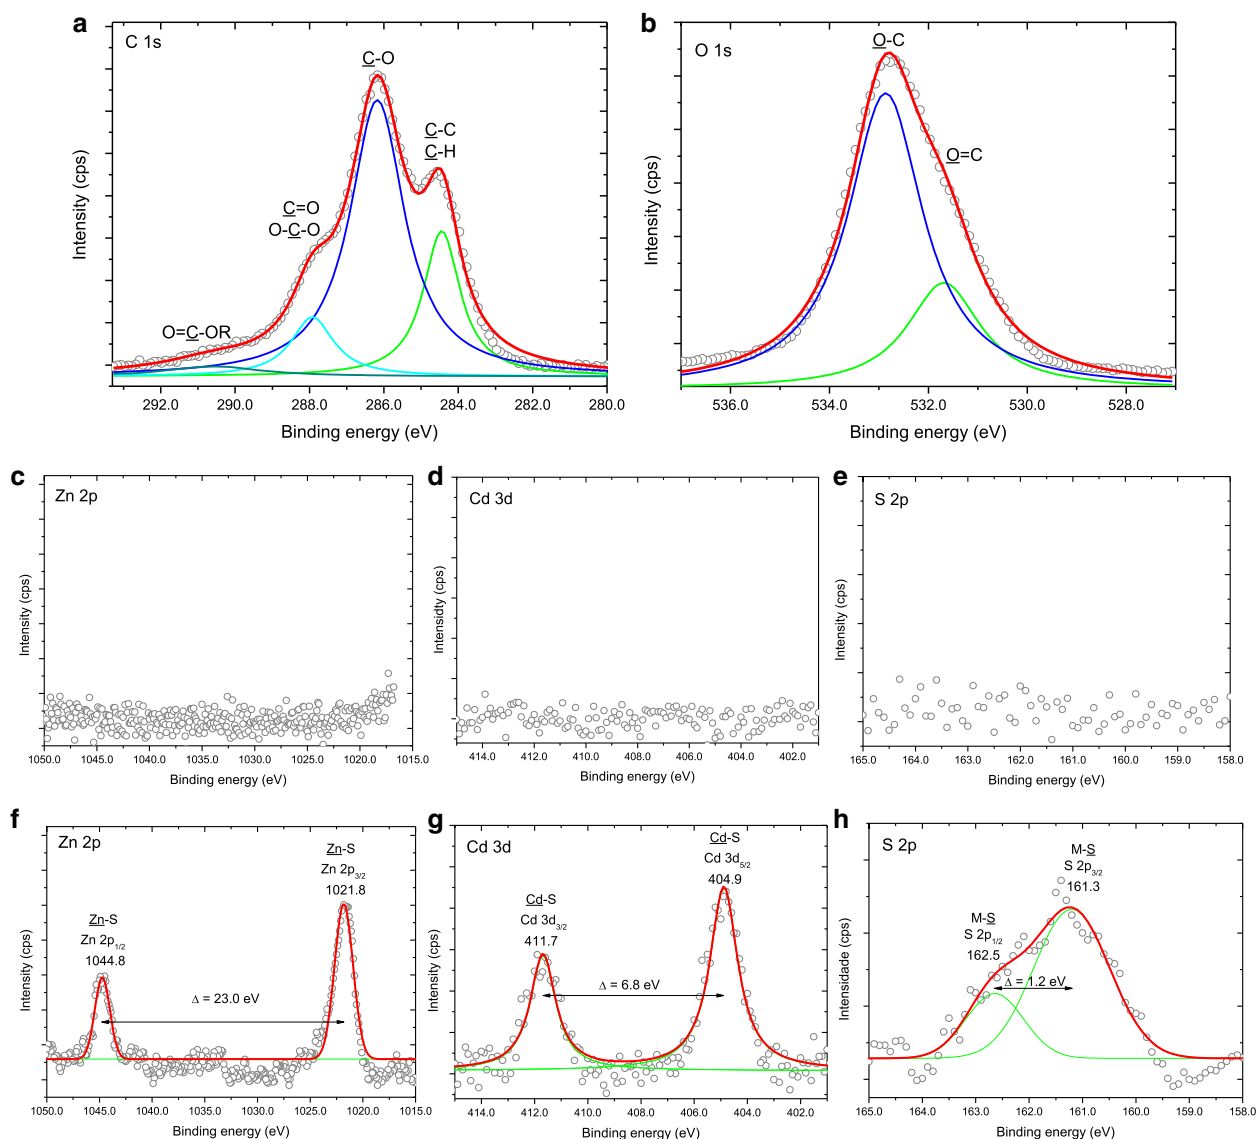 a
C 1s
C-O
C-C
C-H
C=O
O-C-O
O=C-OR
Intensity (cps)
292.0 290.0 288.0 286.0 284.0 282.0 280.0
Binding energy (eV)
b
O 1s
O-C
O=C
Intensity (cps)
536.0 534.0 532.0 530.0 528.0
Binding energy (eV)
c
Zn 2p
Intensity (cps)
1050.0 1045.0 1040.0 1035.0 1030.0 1025.0 1020.0 1015.0
Binding energy (eV)
d
Cd 3d
Intensidty (cps)
414.0 412.0 410.0 408.0 406.0 404.0 402.0
Binding energy (eV)
e
S 2p
Intensity (cps)
165.0 164.0 163.0 162.0 161.0 160.0 159.0 158.0
Binding energy (eV)
f
Zn 2p
Zn-S
Zn 2p3/2
1021.8
Zn-S
Zn 2p1/2
1044.8
Δ = 23.0 eV
Intensity (cps)
1050.0 1045.0 1040.0 1035.0 1030.0 1025.0 1020.0 1015.0
Binding energy (eV)
g
Cd 3d
Cd-S
Cd 3d5/2
404.9
Cd-S
Cd 3d3/2
411.7
Δ = 6.8 eV
Intensity (cps)
414.0 412.0 410.0 408.0 406.0 404.0 402.0
Binding energy (eV)
h
S 2p
M-S
S 2p3/2
161.3
M-S
S 2p1/2
162.5
Δ = 1.2 eV
Intensidade (cps)
165.0 164.0 163.0 162.0 161.0 160.0 159.0 158.0
Binding energy (eV)